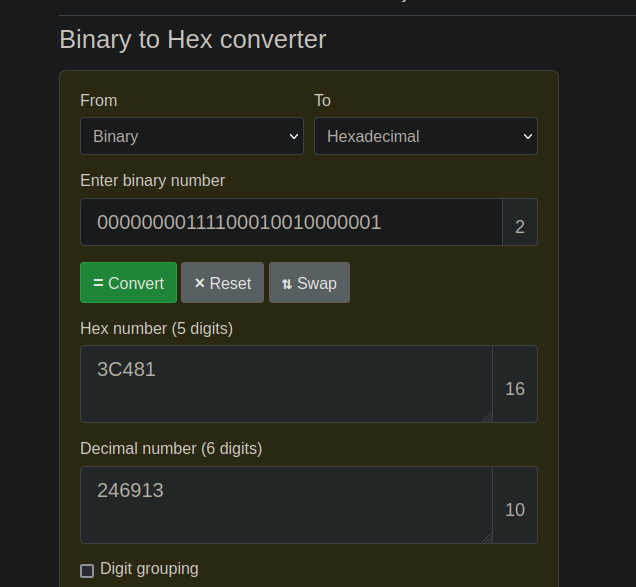 Binary to Hex converter
From To
Binary Hexadecimal
Enter binary number
00000000111100010010000001 2
= Convert × Reset ⇅ Swap
Hex number (5 digits)
3C481
16
Decimal number (6 digits)
246913
10
Digit grouping